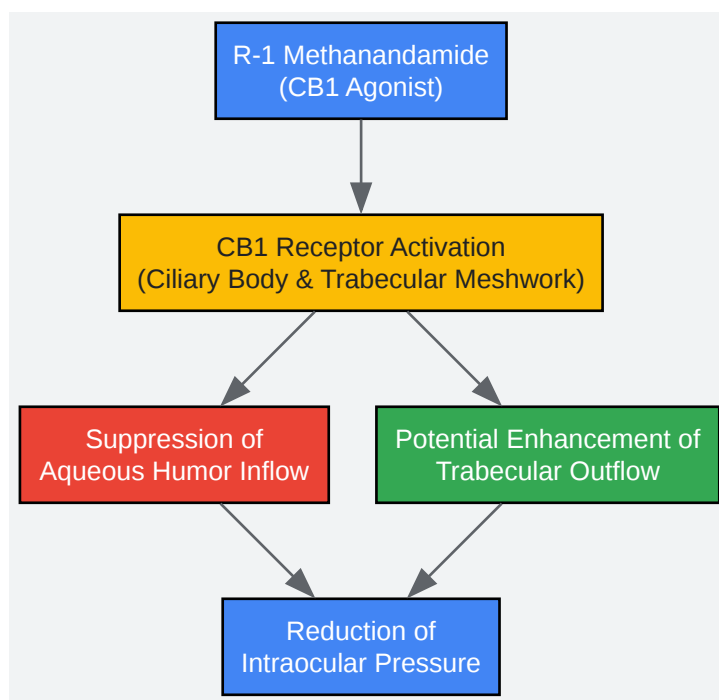 R-1 Methanandamide
(CB1 Agonist)
CB1 Receptor Activation
(Ciliary Body & Trabecular Meshwork)
Suppression of
Aqueous Humor Inflow
Potential Enhancement of
Trabecular Outflow
Reduction of
Intraocular Pressure